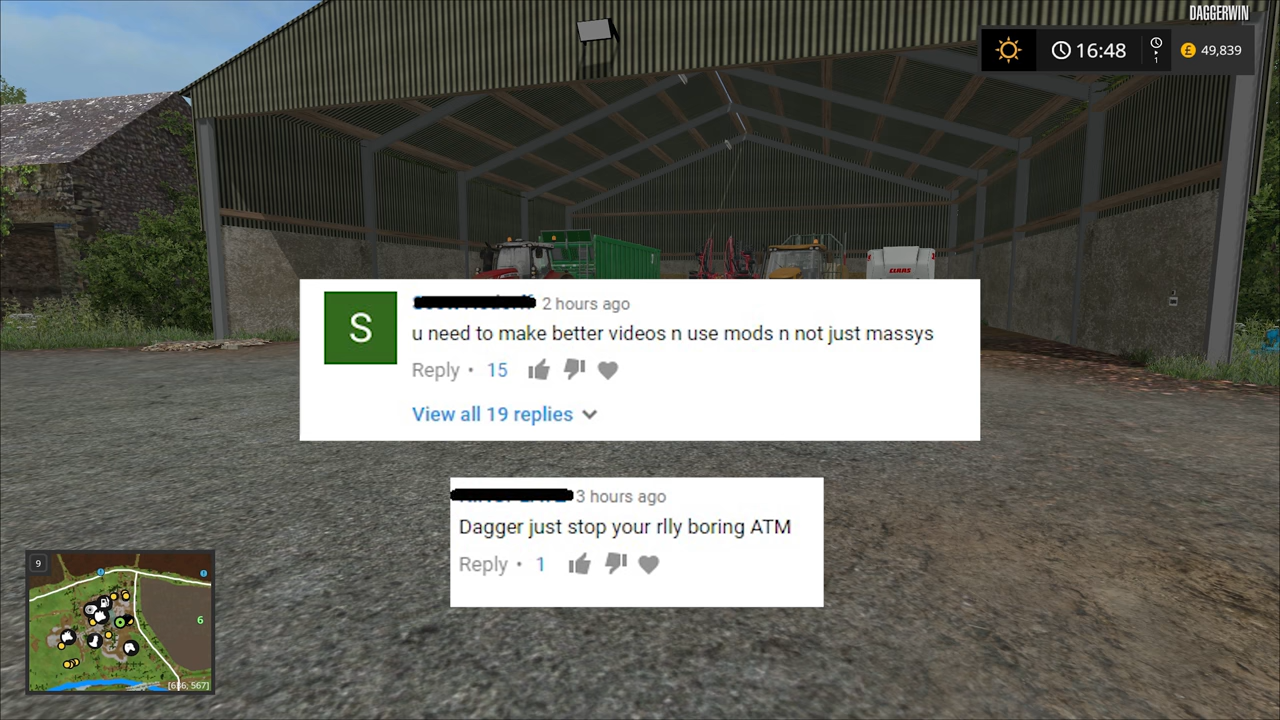 DAGGERWIN
16:48
1
£ 49,839
CLAAS
S
2 hours ago
u need to make better videos n use mods n not just massys
Reply • 15
View all 19 replies
3 hours ago
Dagger just stop your rlly boring ATM
Reply • 1
9
6
567]